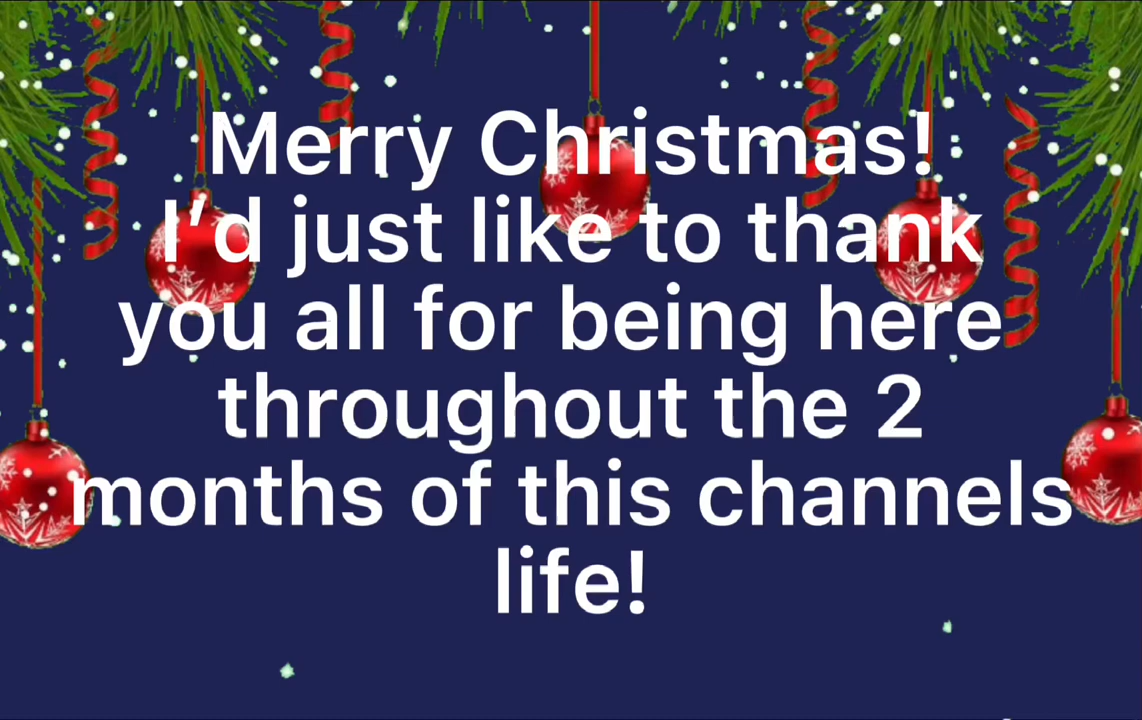 Merry Christmas!
I’d just like to thank
you all for being here
throughout the 2
months of this channels
life!